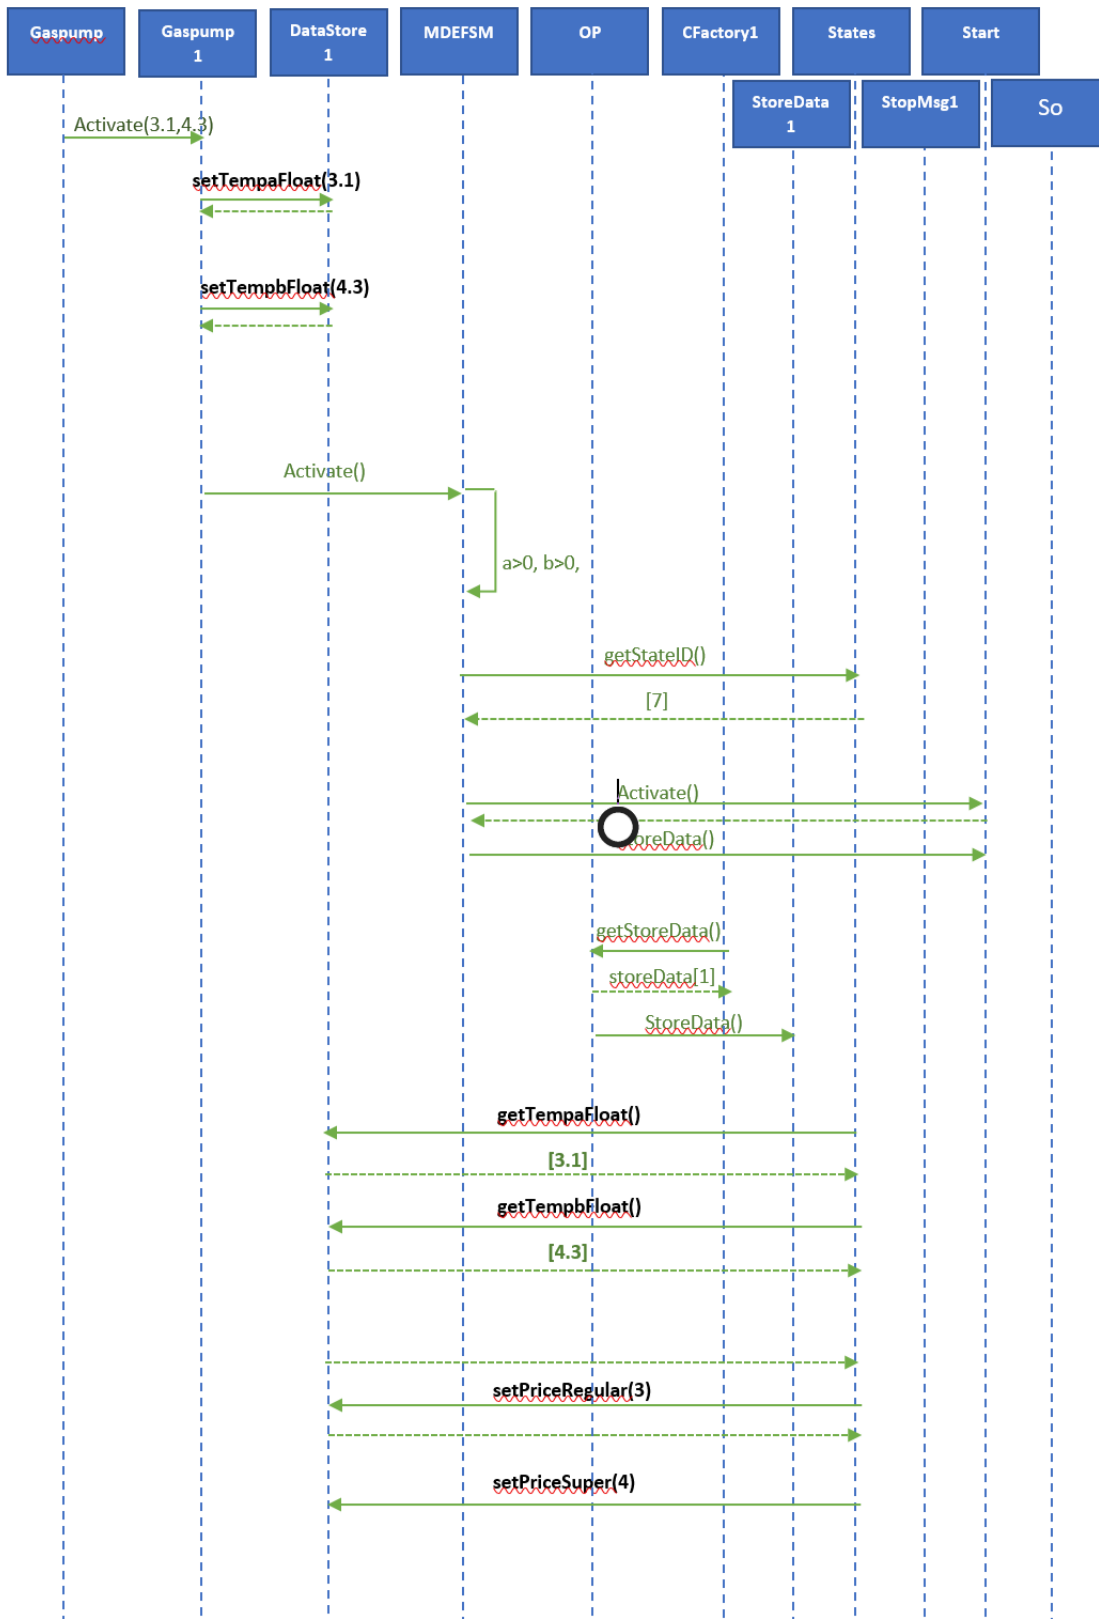 Gaspump
Gaspump
1
DataStore
1
MDEFSM
OP
CFactory1
States
Start
StoreData
1
StopMsg1
So
Activate(3.1,4.3)
setTempaFloat(3.1)
setTempbFloat(4.3)
Activate()
a>0, b>0,
getStateID()
[7]
Activate()
toreData()
getStoreData()
storeData[1]
StoreData()
getTempaFloat()
[3.1]
getTempbFloat()
[4.3]
setPriceRegular(3)
setPriceSuper(4)